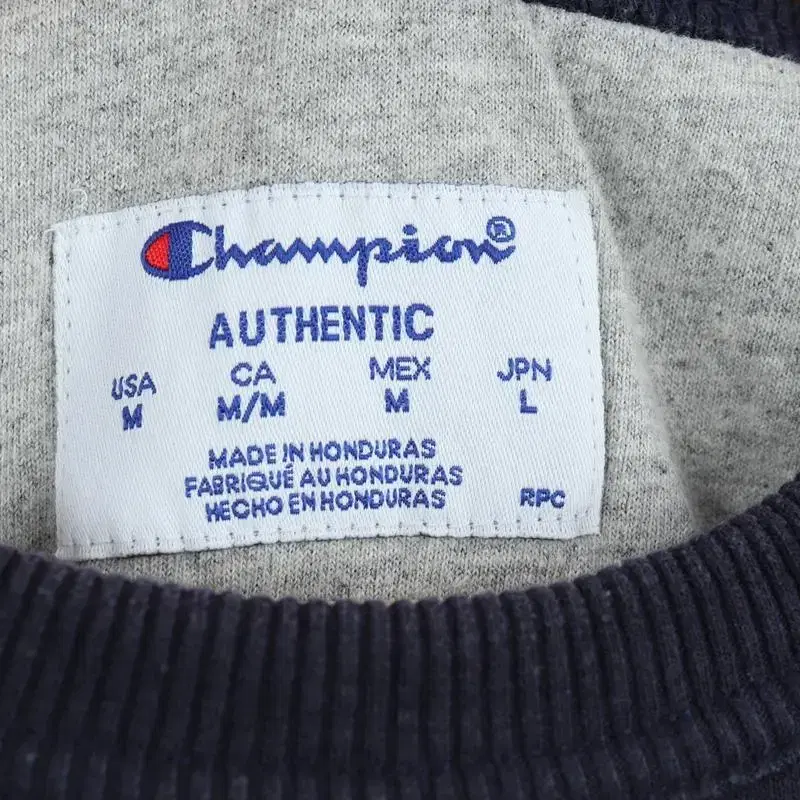 Champion®
AUTHENTIC
USA CA MEX JPN
M M/M M L
MADE IN HONDURAS
FABRIQUÉ AU HONDURAS
HECHO EN HONDURAS RPC